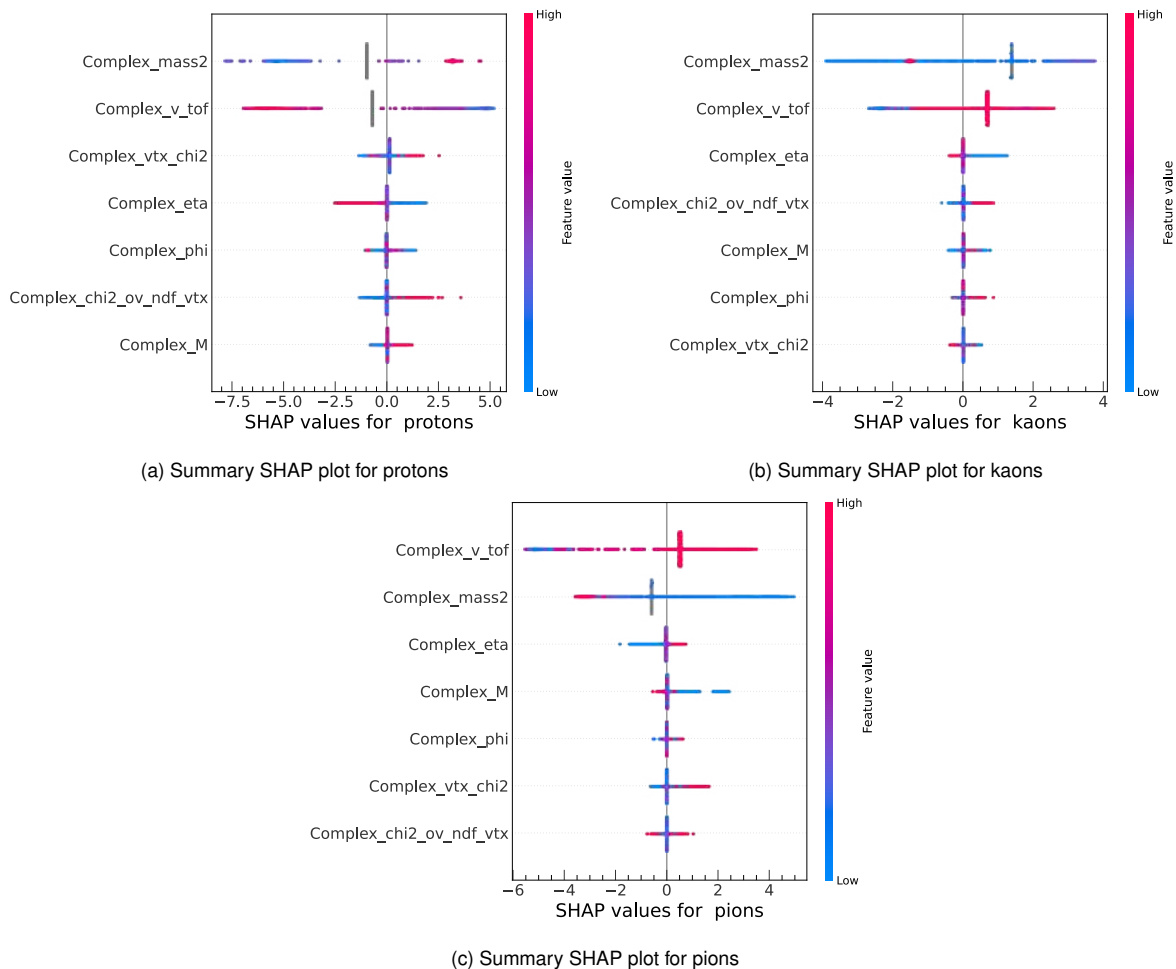 High
Complex_mass2
Complex_v_tof
Complex_vtx_chi2
Complex_eta
Complex_phi
Complex_chi2_ov_ndf_vtx
Complex_M
Feature value
Low
−7.5 −5.0 −2.5 0.0 2.5 5.0
SHAP values for protons
(a) Summary SHAP plot for protons
High
Complex_mass2
Complex_v_tof
Complex_eta
Complex_chi2_ov_ndf_vtx
Complex_M
Complex_phi
Complex_vtx_chi2
Feature value
Low
−4 −2 0 2 4
SHAP values for kaons
(b) Summary SHAP plot for kaons
High
Complex_v_tof
Complex_mass2
Complex_eta
Complex_M
Complex_phi
Complex_vtx_chi2
Complex_chi2_ov_ndf_vtx
Feature value
Low
−6 −4 −2 0 2 4
SHAP values for pions
(c) Summary SHAP plot for pions